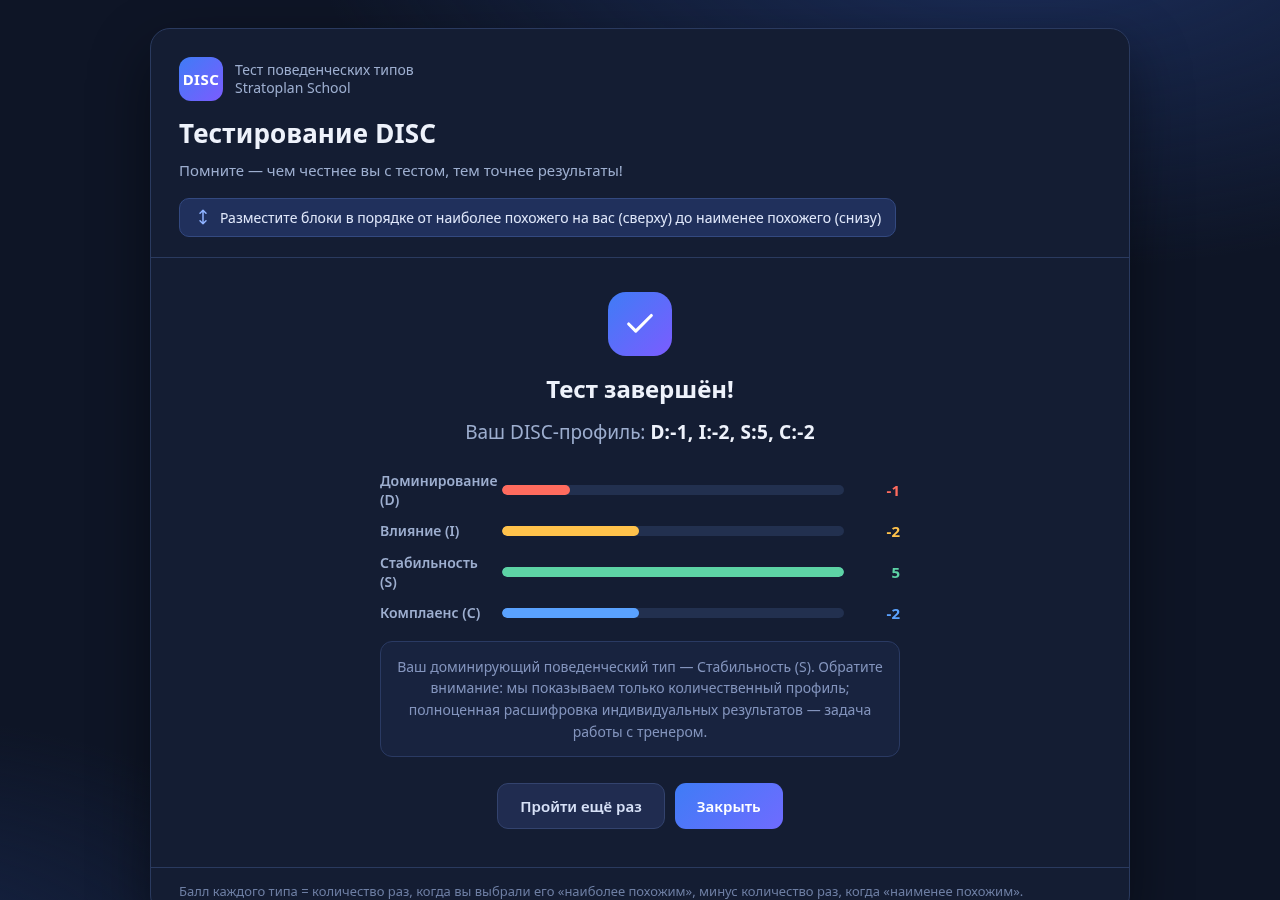 DISC
Тест поведенческих типов
Stratoplan School
Тестирование DISC
Помните — чем честнее вы с тестом, тем точнее результаты!
Разместите блоки в порядке от наиболее похожего на вас (сверху) до наименее похожего (снизу)
Тест завершён!
Ваш DISC-профиль: D:-1, I:-2, S:5, C:-2
Доминирование
(D)
-1
Влияние (I)
-2
Стабильность
(S)
5
Комплаенс (C)
-2
Ваш доминирующий поведенческий тип — Стабильность (S). Обратите
внимание: мы показываем только количественный профиль;
полноценная расшифровка индивидуальных результатов — задача
работы с тренером.
Пройти ещё раз
Закрыть
Балл каждого типа = количество раз, когда вы выбрали его «наиболее похожим», минус количество раз, когда «наименее похожим».